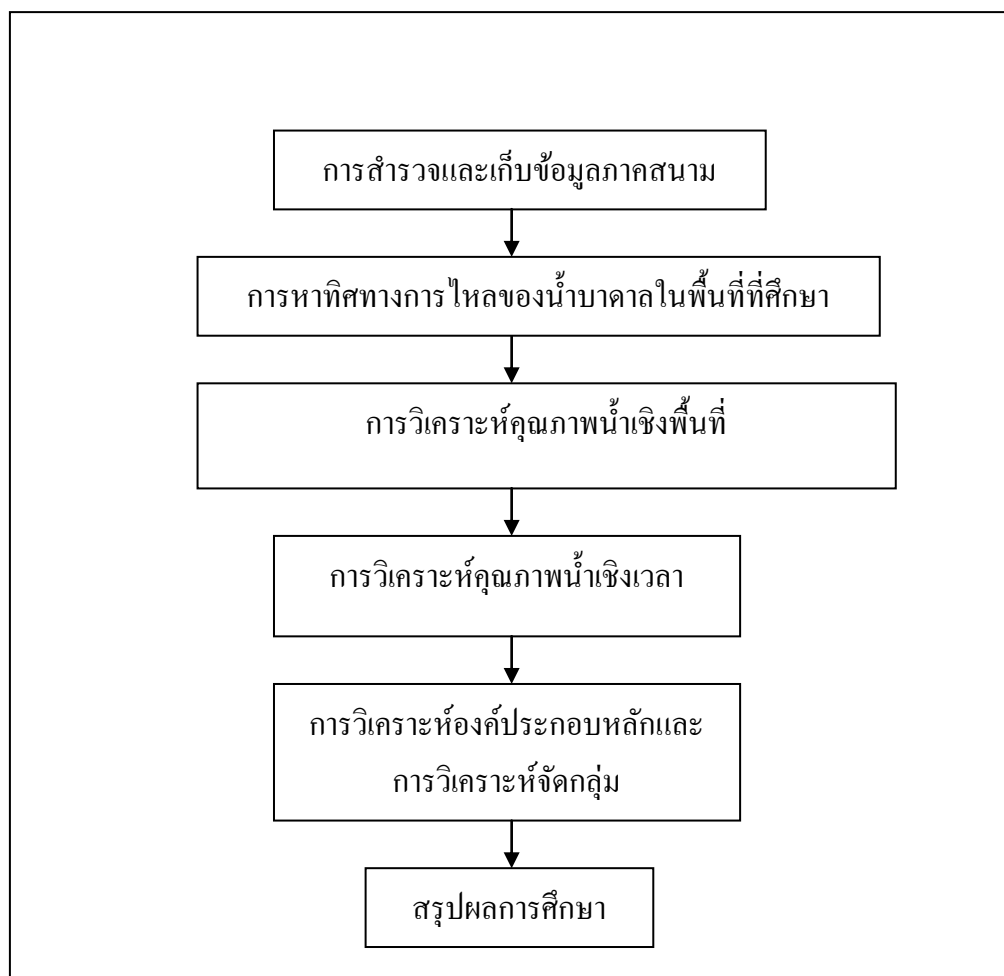 การสำรวจและเก็บข้อมูลภาคสนาม
การหาทิศทางการไหลของน้ำบาดาลในพื้นที่ที่ศึกษา
การวิเคราะห์คุณภาพน้ำเชิงพื้นที่
การวิเคราะห์คุณภาพน้ำเชิงเวลา
การวิเคราะห์องค์ประกอบหลักและ
การวิเคราะห์จัดกลุ่ม
สรุปผลการศึกษา